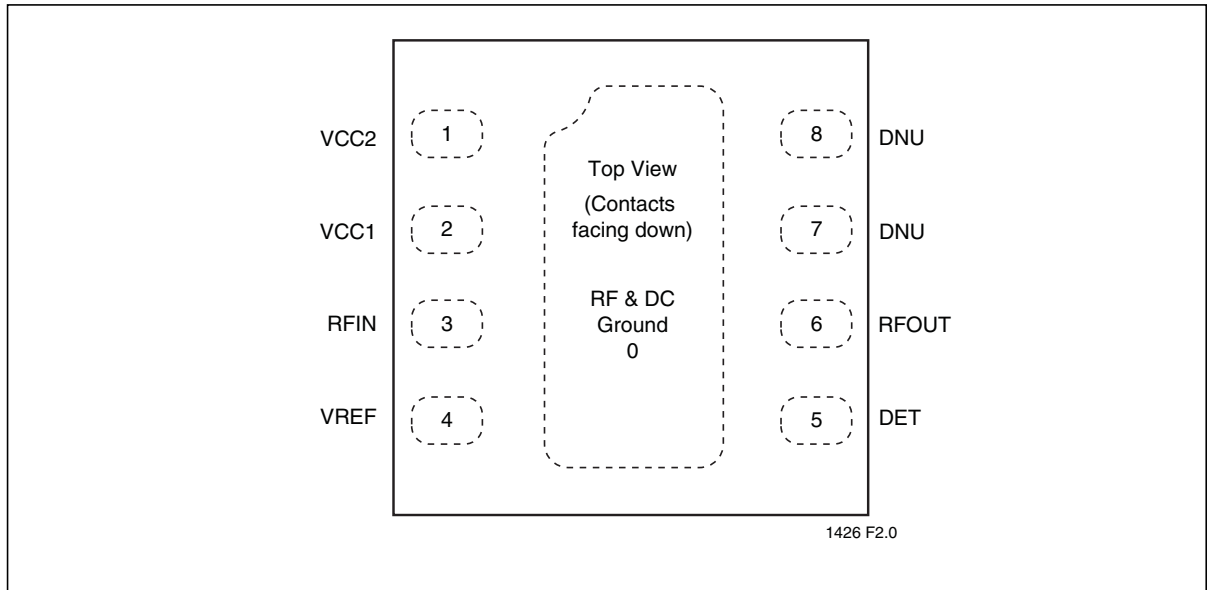 VCC2 1
VCC1 2
RFIN 3
VREF 4
Top View
(Contacts
facing down)
RF & DC
Ground
0
8 DNU
7 DNU
6 RFOUT
5 DET
1426 F2.0